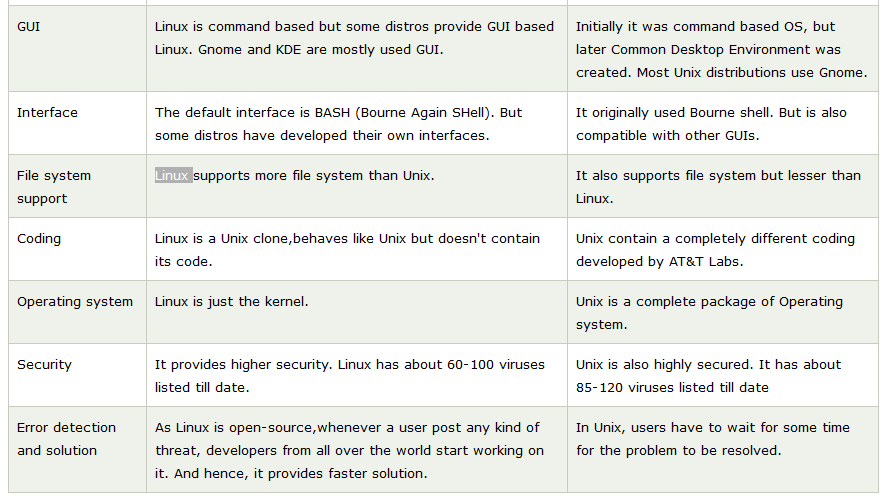 GUI
Linux is command based but some distros provide GUI based
Linux. Gnome and KDE are mostly used GUI.
Initially it was command based OS, but
later Common Desktop Environment was
created. Most Unix distributions use Gnome.
Interface
The default interface is BASH (Bourne Again SHell). But
some distros have developed their own interfaces.
It originally used Bourne shell. But is also
compatible with other GUIs.
File system
support
Linux supports more file system than Unix.
It also supports file system but lesser than
Linux.
Coding
Linux is a Unix clone,behaves like Unix but doesn't contain
its code.
Unix contain a completely different coding
developed by AT&T Labs.
Operating system
Linux is just the kernel.
Unix is a complete package of Operating
system.
Security
It provides higher security. Linux has about 60-100 viruses
listed till date.
Unix is also highly secured. It has about
85-120 viruses listed till date
Error detection
and solution
As Linux is open-source,whenever a user post any kind of
threat, developers from all over the world start working on
it. And hence, it provides faster solution.
In Unix, users have to wait for some time
for the problem to be resolved.